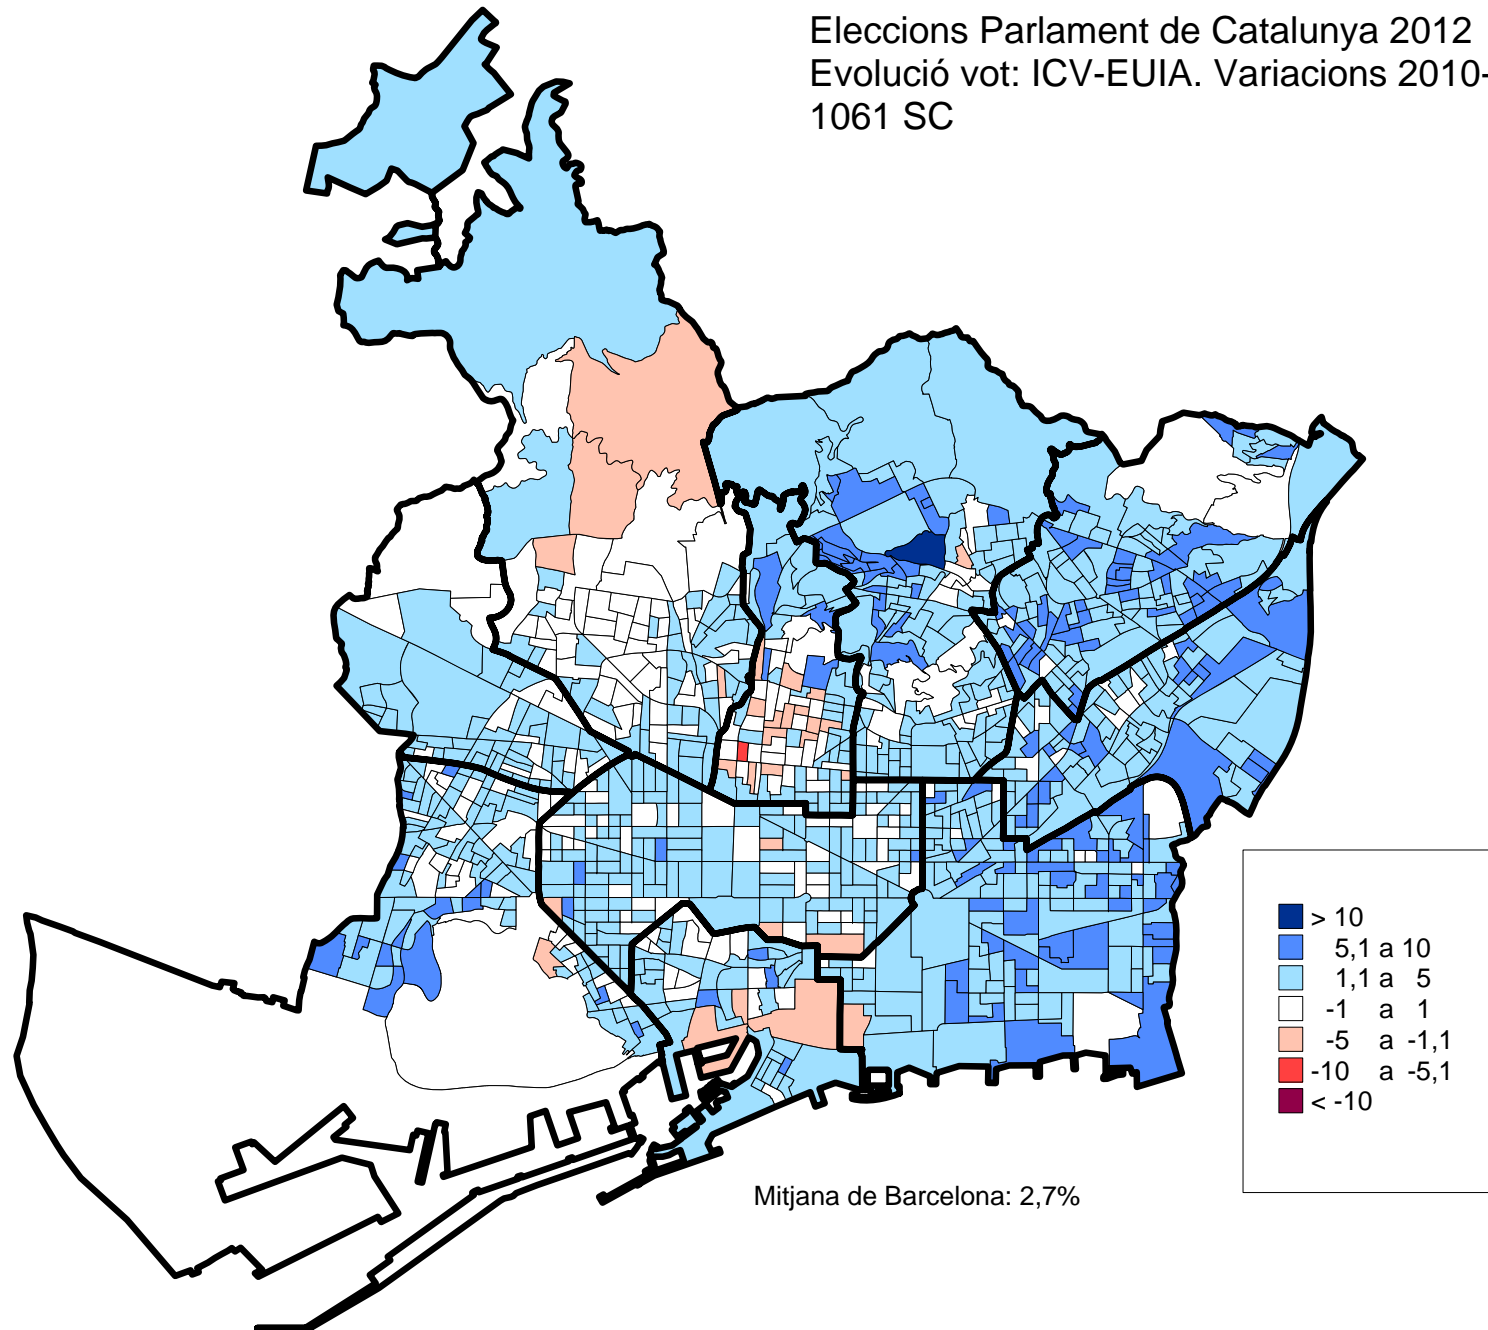 Eleccions Parlament de Catalunya 2012
Evolució vot: ICV-EUIA. Variacions 2010-
1061 SC
> 10
5,1 a 10
1,1 a 5
-1 a 1
-5 a -1,1
-10 a -5,1
< -10
Mitjana de Barcelona: 2,7%